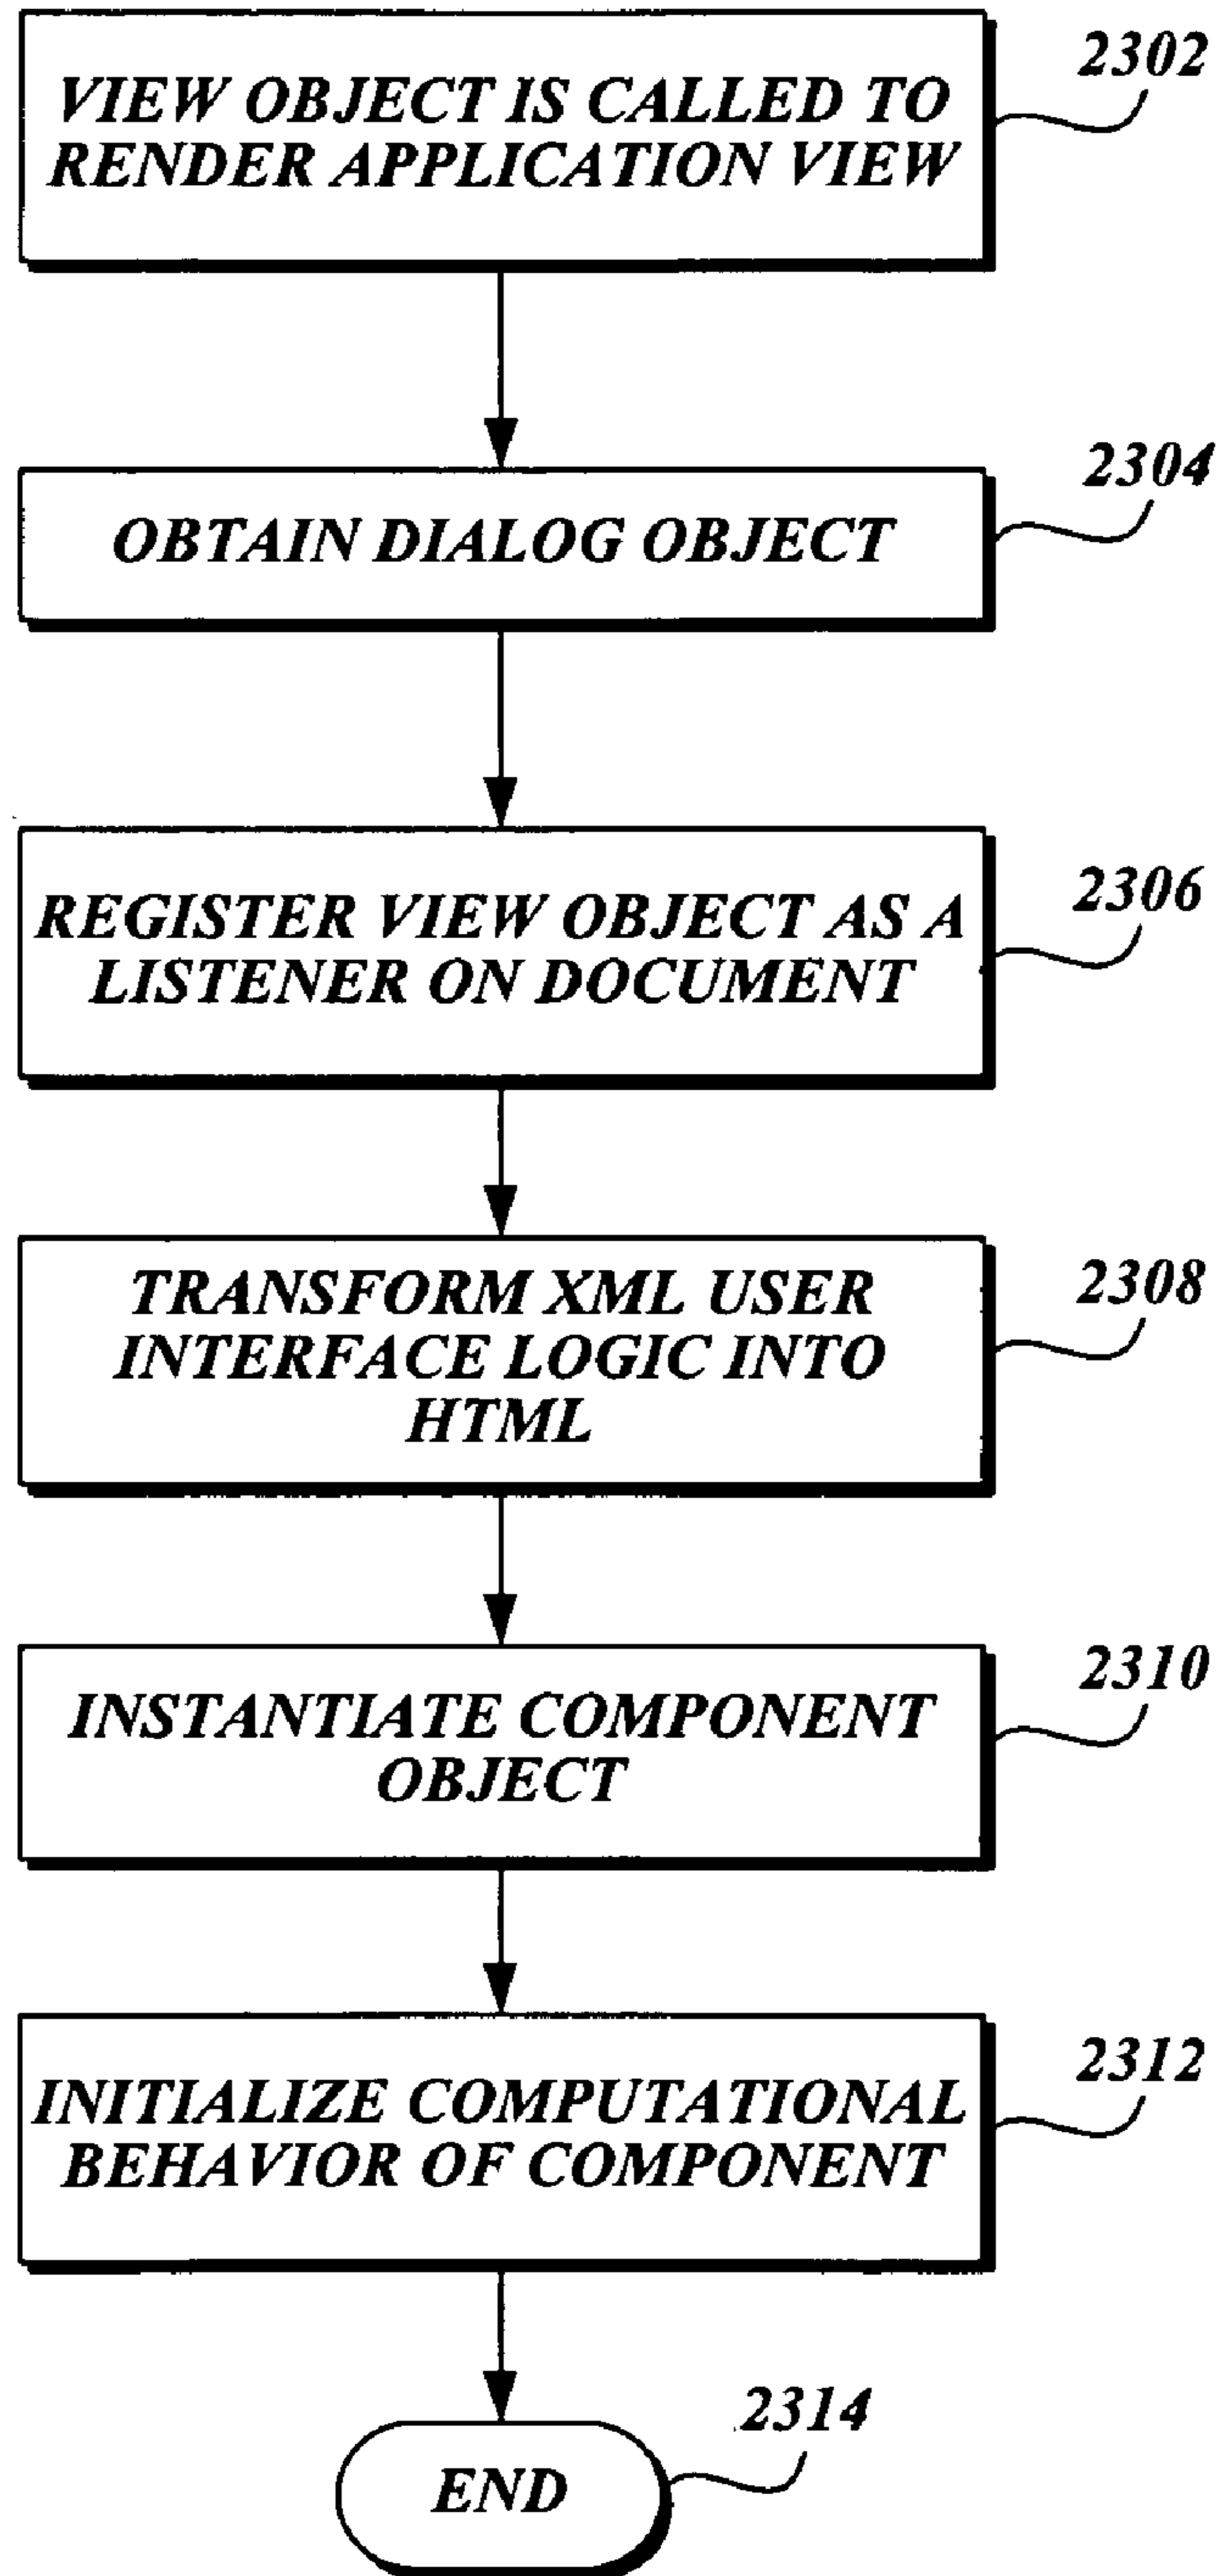 VIEW OBJECT IS CALLED TO
RENDER APPLICATION VIEW
2302
OBTAIN DIALOG OBJECT
2304
REGISTER VIEW OBJECT AS A
LISTENER ON DOCUMENT
2306
TRANSFORM XML USER
INTERFACE LOGIC INTO
HTML
2308
INSTANTIATE COMPONENT
OBJECT
2310
INITIALIZE COMPUTATIONAL
BEHAVIOR OF COMPONENT
2312
END
2314